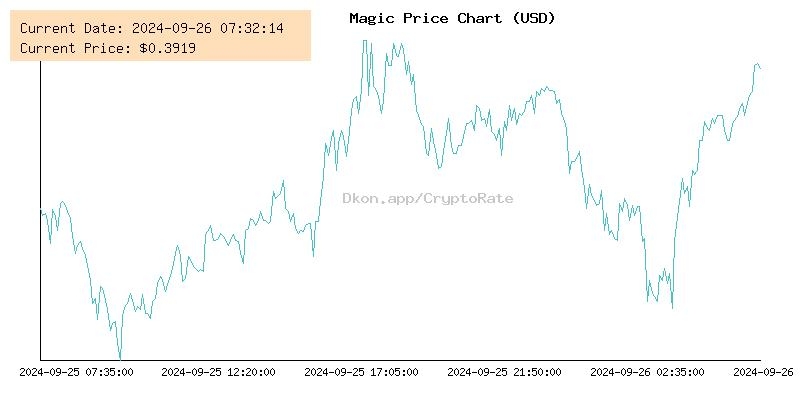 Magic Price Chart (USD)
Current Date: 2024-09-26 07:32:14
Current Price: $0.3919
Dkon.app/CryptoRate
2024-09-25 07:35:00
2024-09-25 12:20:00
2024-09-25 17:05:00
2024-09-25 21:50:00
2024-09-26 02:35:00
2024-09-26